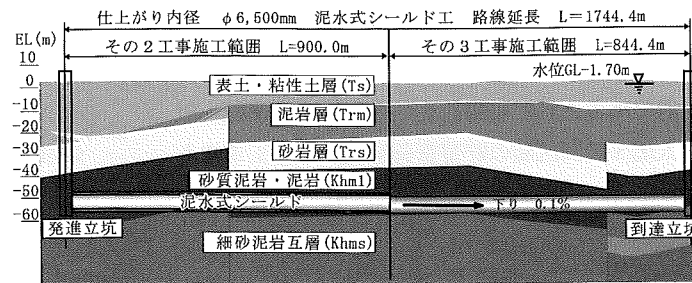 仕上がり内径 φ6,500mm 泥水式シールド工 路線延長 L=1744.4m
EL(m)
その2工事施工範囲 L=900.0m
その3工事施工範囲 L=844.4m
10
0
-10
-20
-30
-40
-50
-60
水位GL-1.70m
表土・粘性土層(Ts)
泥岩層(Trm)
砂岩層(Trs)
砂質泥岩・泥岩(Khm1)
泥水式シールド
下り 0.1%
発進立坑
到達立坑
細砂泥岩互層(Khms)